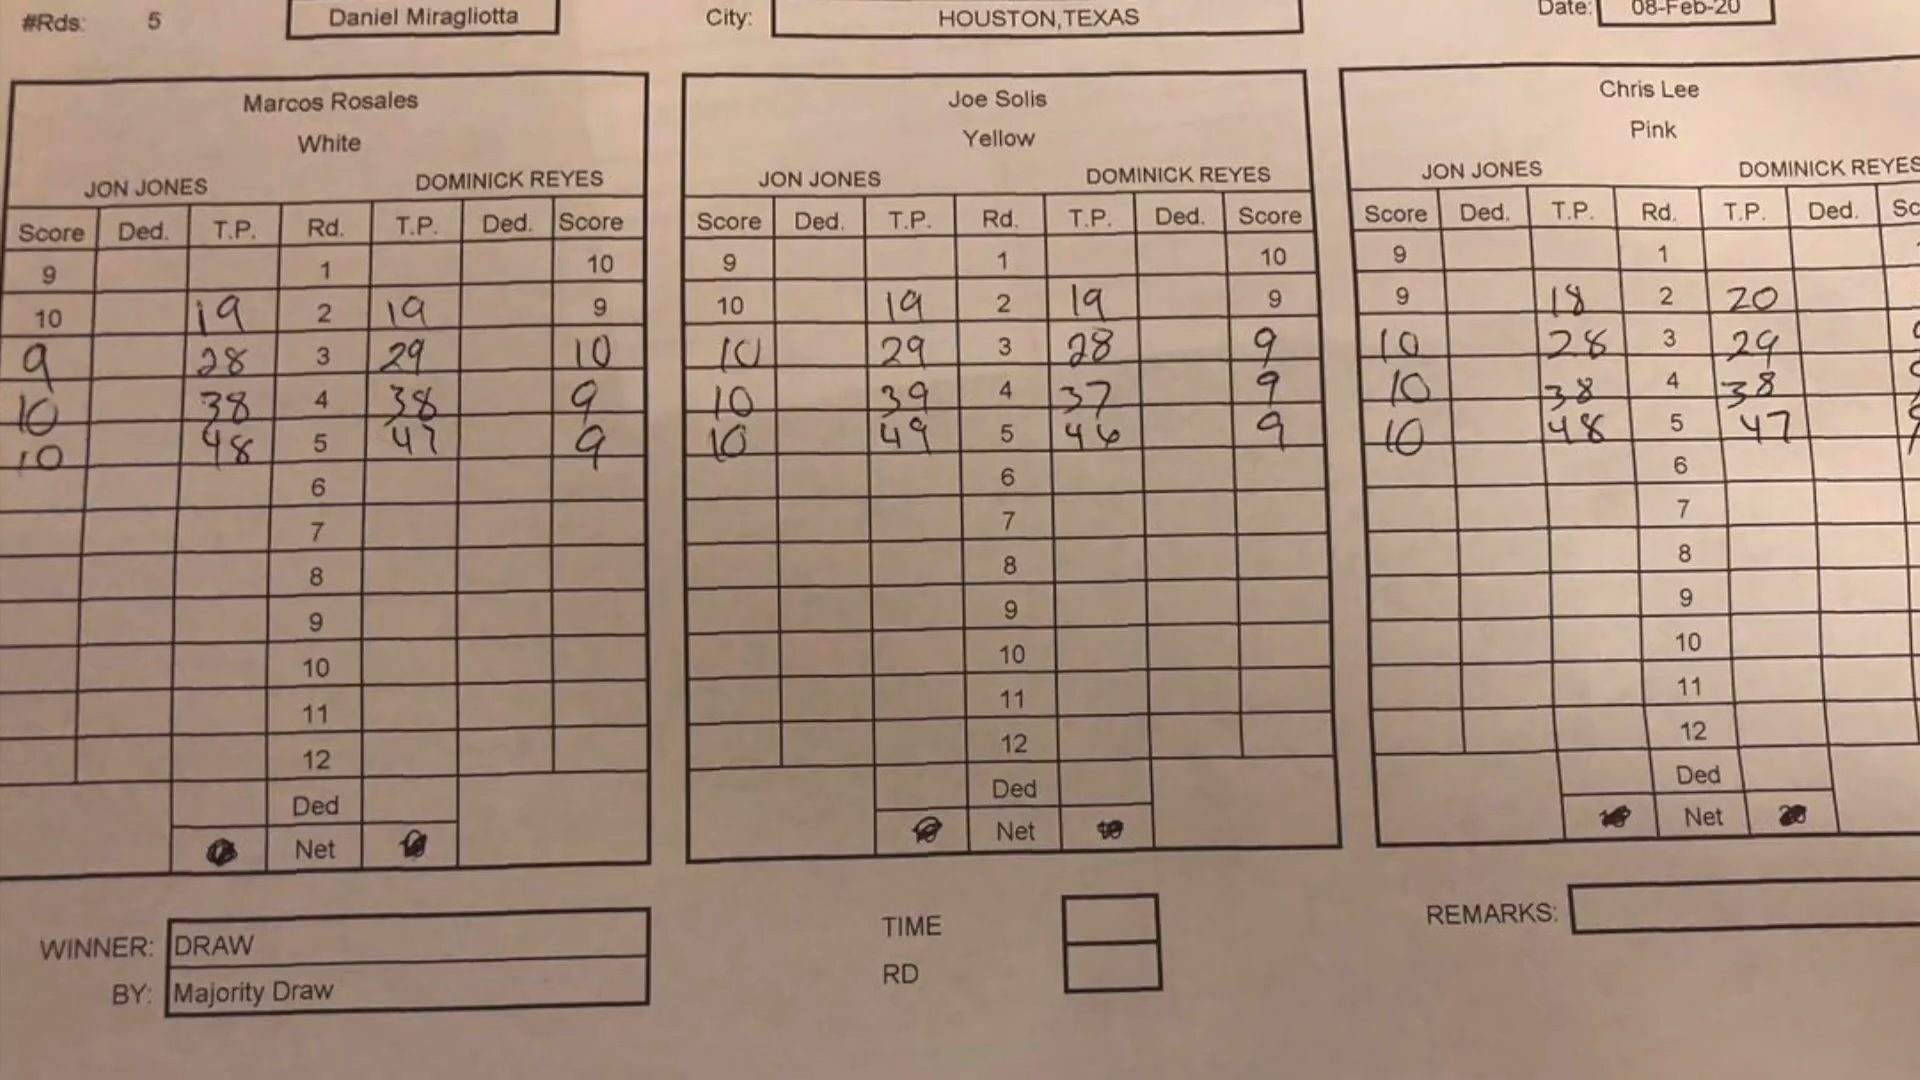 #Rds: 5 Daniel Miragliotta City: HOUSTON,TEXAS Date: 08-Feb-20
Marcos Rosales
White
JON JONES DOMINICK REYES
Score Ded. T.P. Rd. T.P. Ded. Score
9 1 10
10 19 2 19 9
9 28 3 29 10
10 38 4 38 9
10 48 5 47 9
6
7
8
9
10
11
12
Ded
Net
Joe Solis
Yellow
JON JONES DOMINICK REYES
Score Ded. T.P. Rd. T.P. Ded. Score
9 1 10
10 19 2 19 9
10 29 3 28 9
10 39 4 37 9
10 49 5 46 9
6
7
8
9
10
11
12
Ded
Net
Chris Lee
Pink
JON JONES DOMINICK REYES
Score Ded. T.P. Rd. T.P. Ded.
9 1
9 18 2 20
10 28 3 29
10 38 4 38
10 48 5 47
6
7
8
9
10
11
12
Ded
Net
WINNER: DRAW
BY: Majority Draw
TIME
RD
REMARKS: